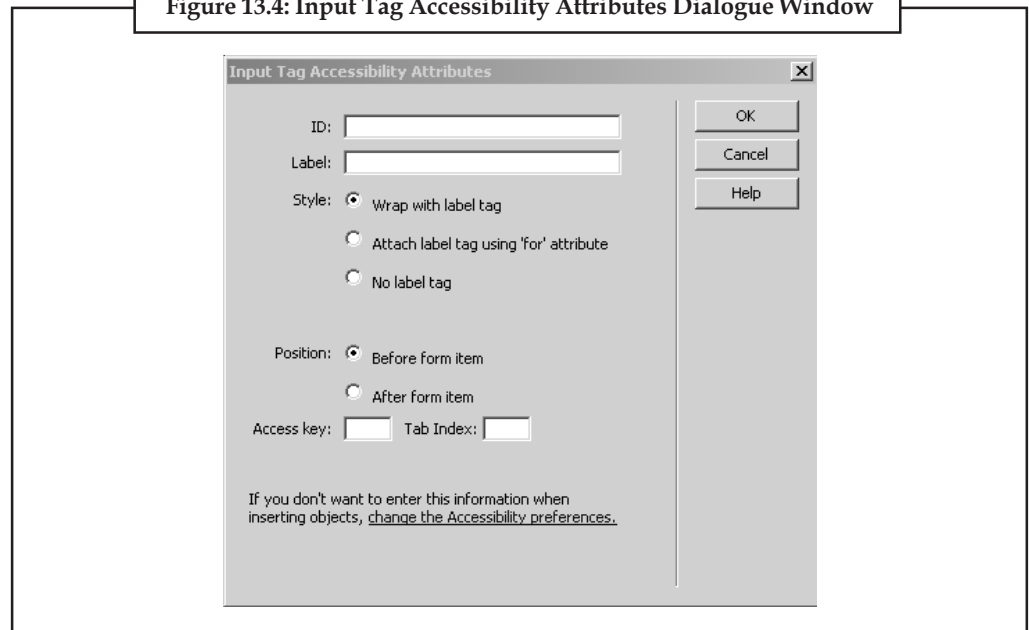 Figure 13.4: Input Tag Accessibility Attributes Dialogue Window
Input Tag Accessibility Attributes
ID:
Label:
Style: Wrap with label tag
Attach label tag using 'for' attribute
No label tag
Position: Before form item
After form item
Access key: Tab Index:
If you don't want to enter this information when
inserting objects, change the Accessibility preferences.
OK
Cancel
Help